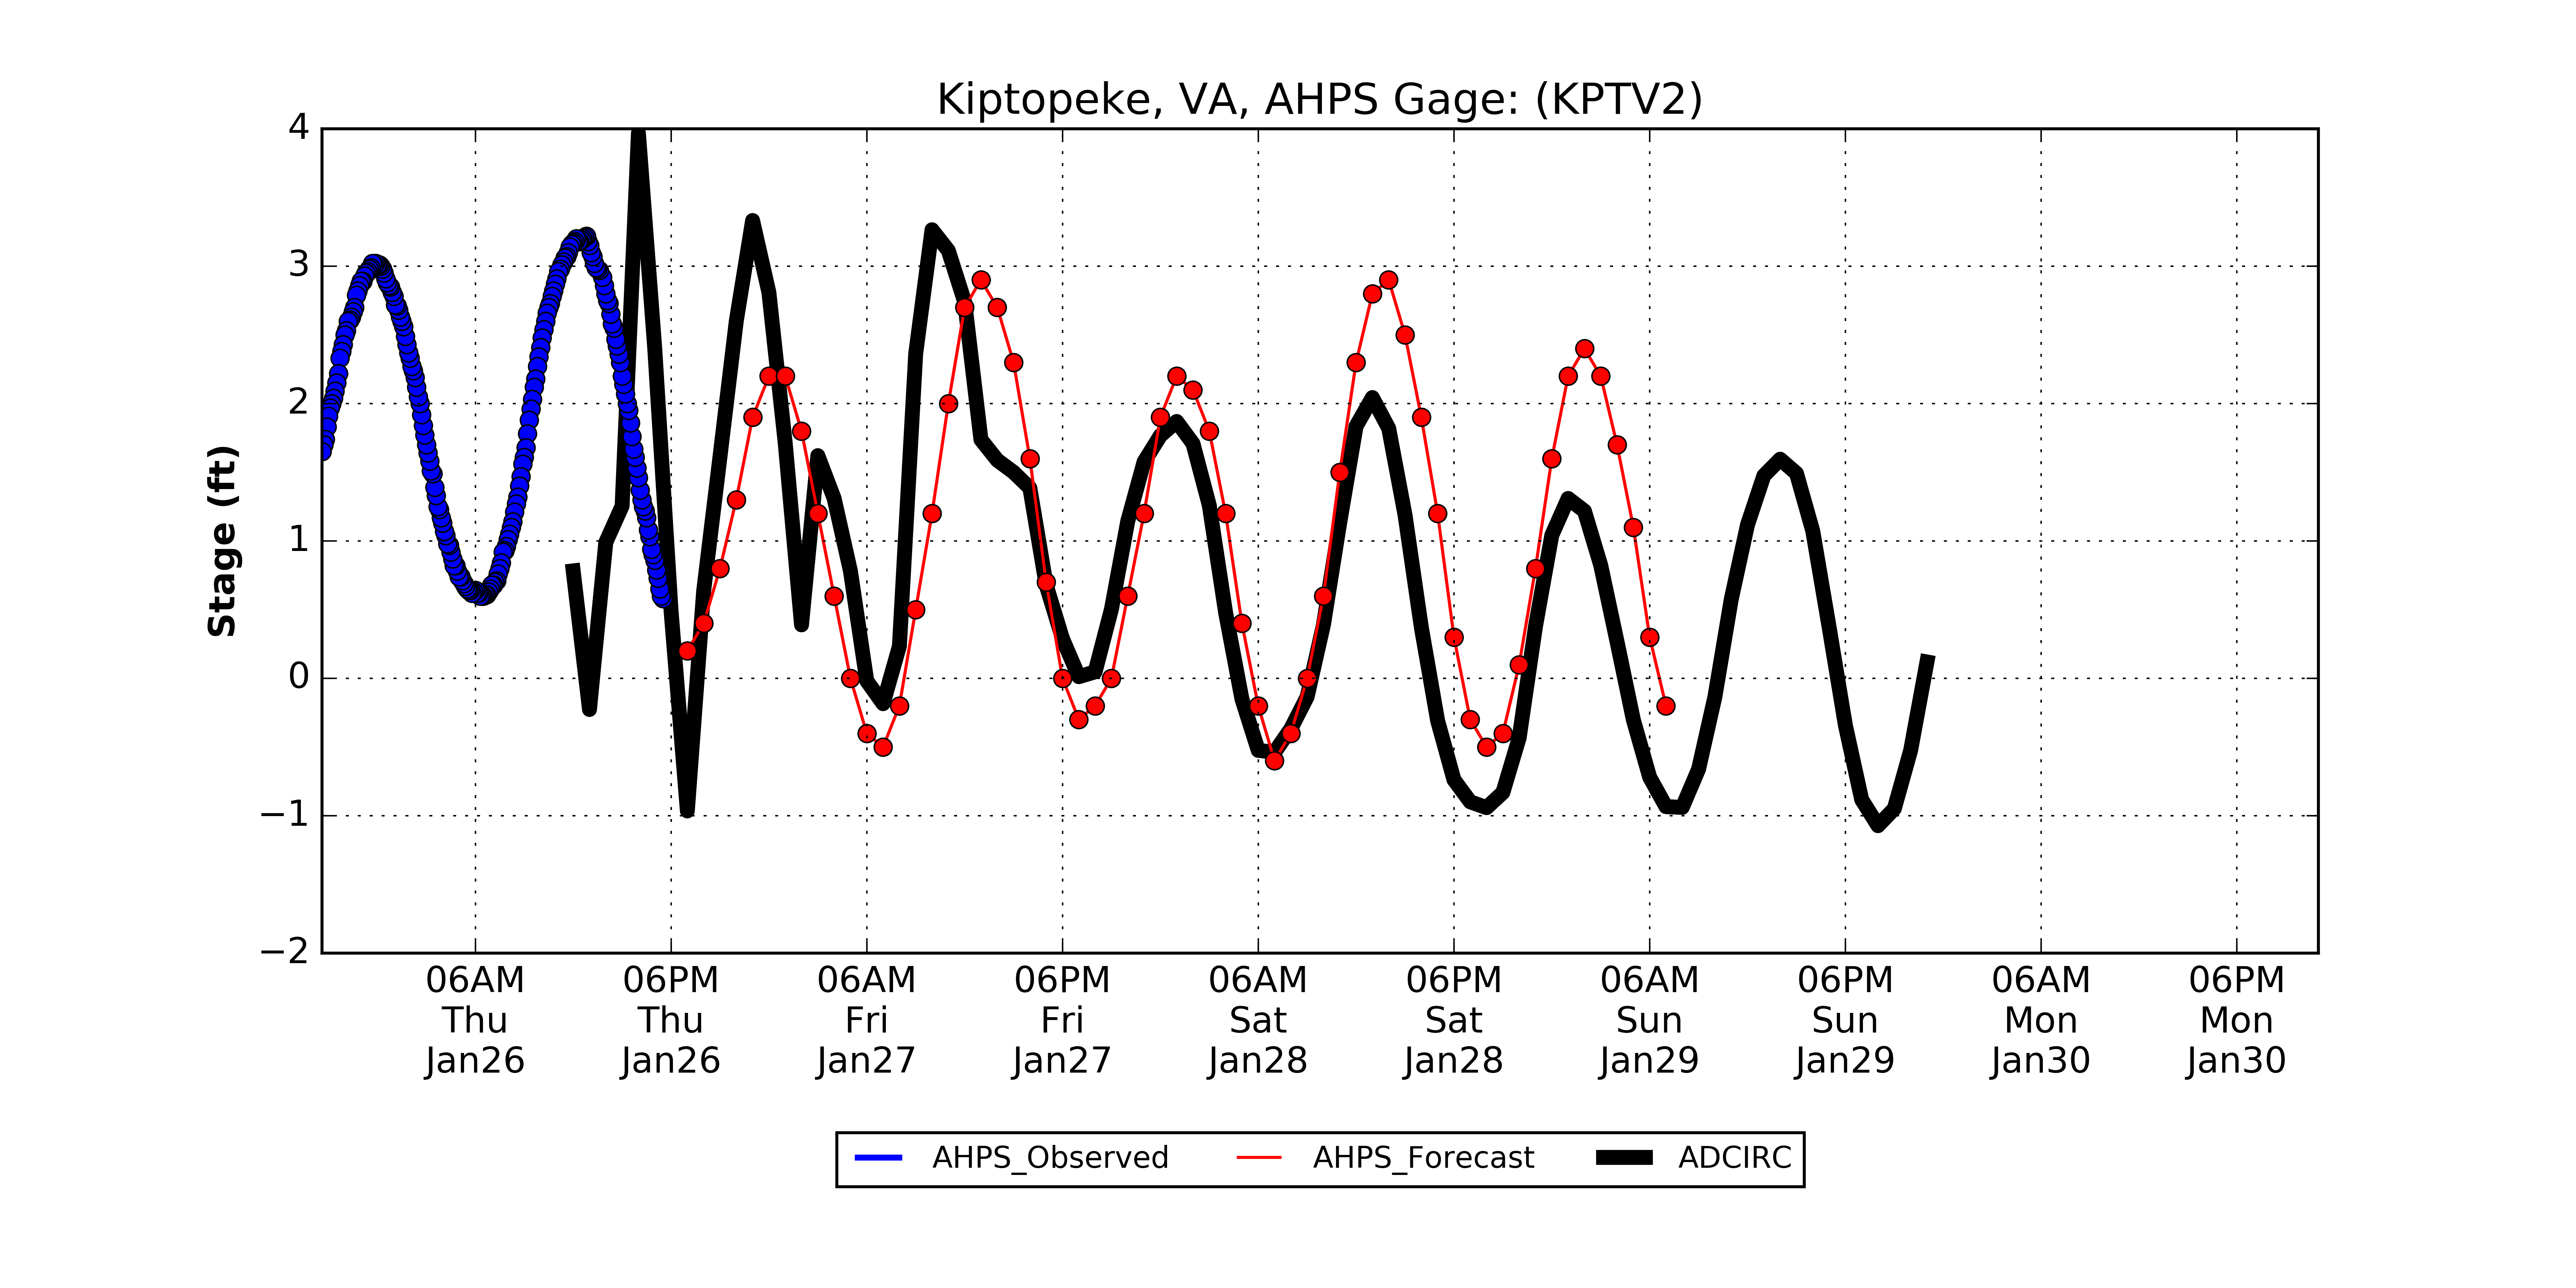 Kiptopeke, VA, AHPS Gage: (KPTV2)
4
3
2
1
0
−1
−2
Stage (ft)
06AM 06PM 06AM 06PM 06AM 06PM 06AM 06PM 06AM 06PM
Thu Thu Fri Fri Sat Sat Sun Sun Mon Mon
Jan26 Jan26 Jan27 Jan27 Jan28 Jan28 Jan29 Jan29 Jan30 Jan30
AHPS_Observed AHPS_Forecast ADCIRC